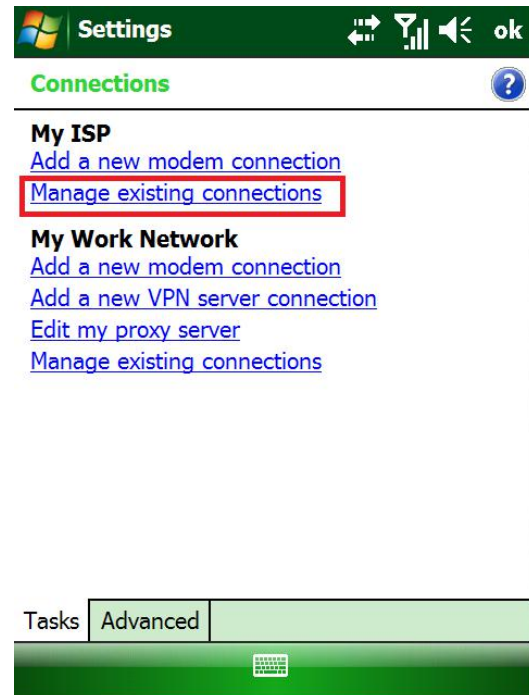 Settings
ok
Connections
?
My ISP
Add a new modem connection
Manage existing connections
My Work Network
Add a new modem connection
Add a new VPN server connection
Edit my proxy server
Manage existing connections
Tasks Advanced